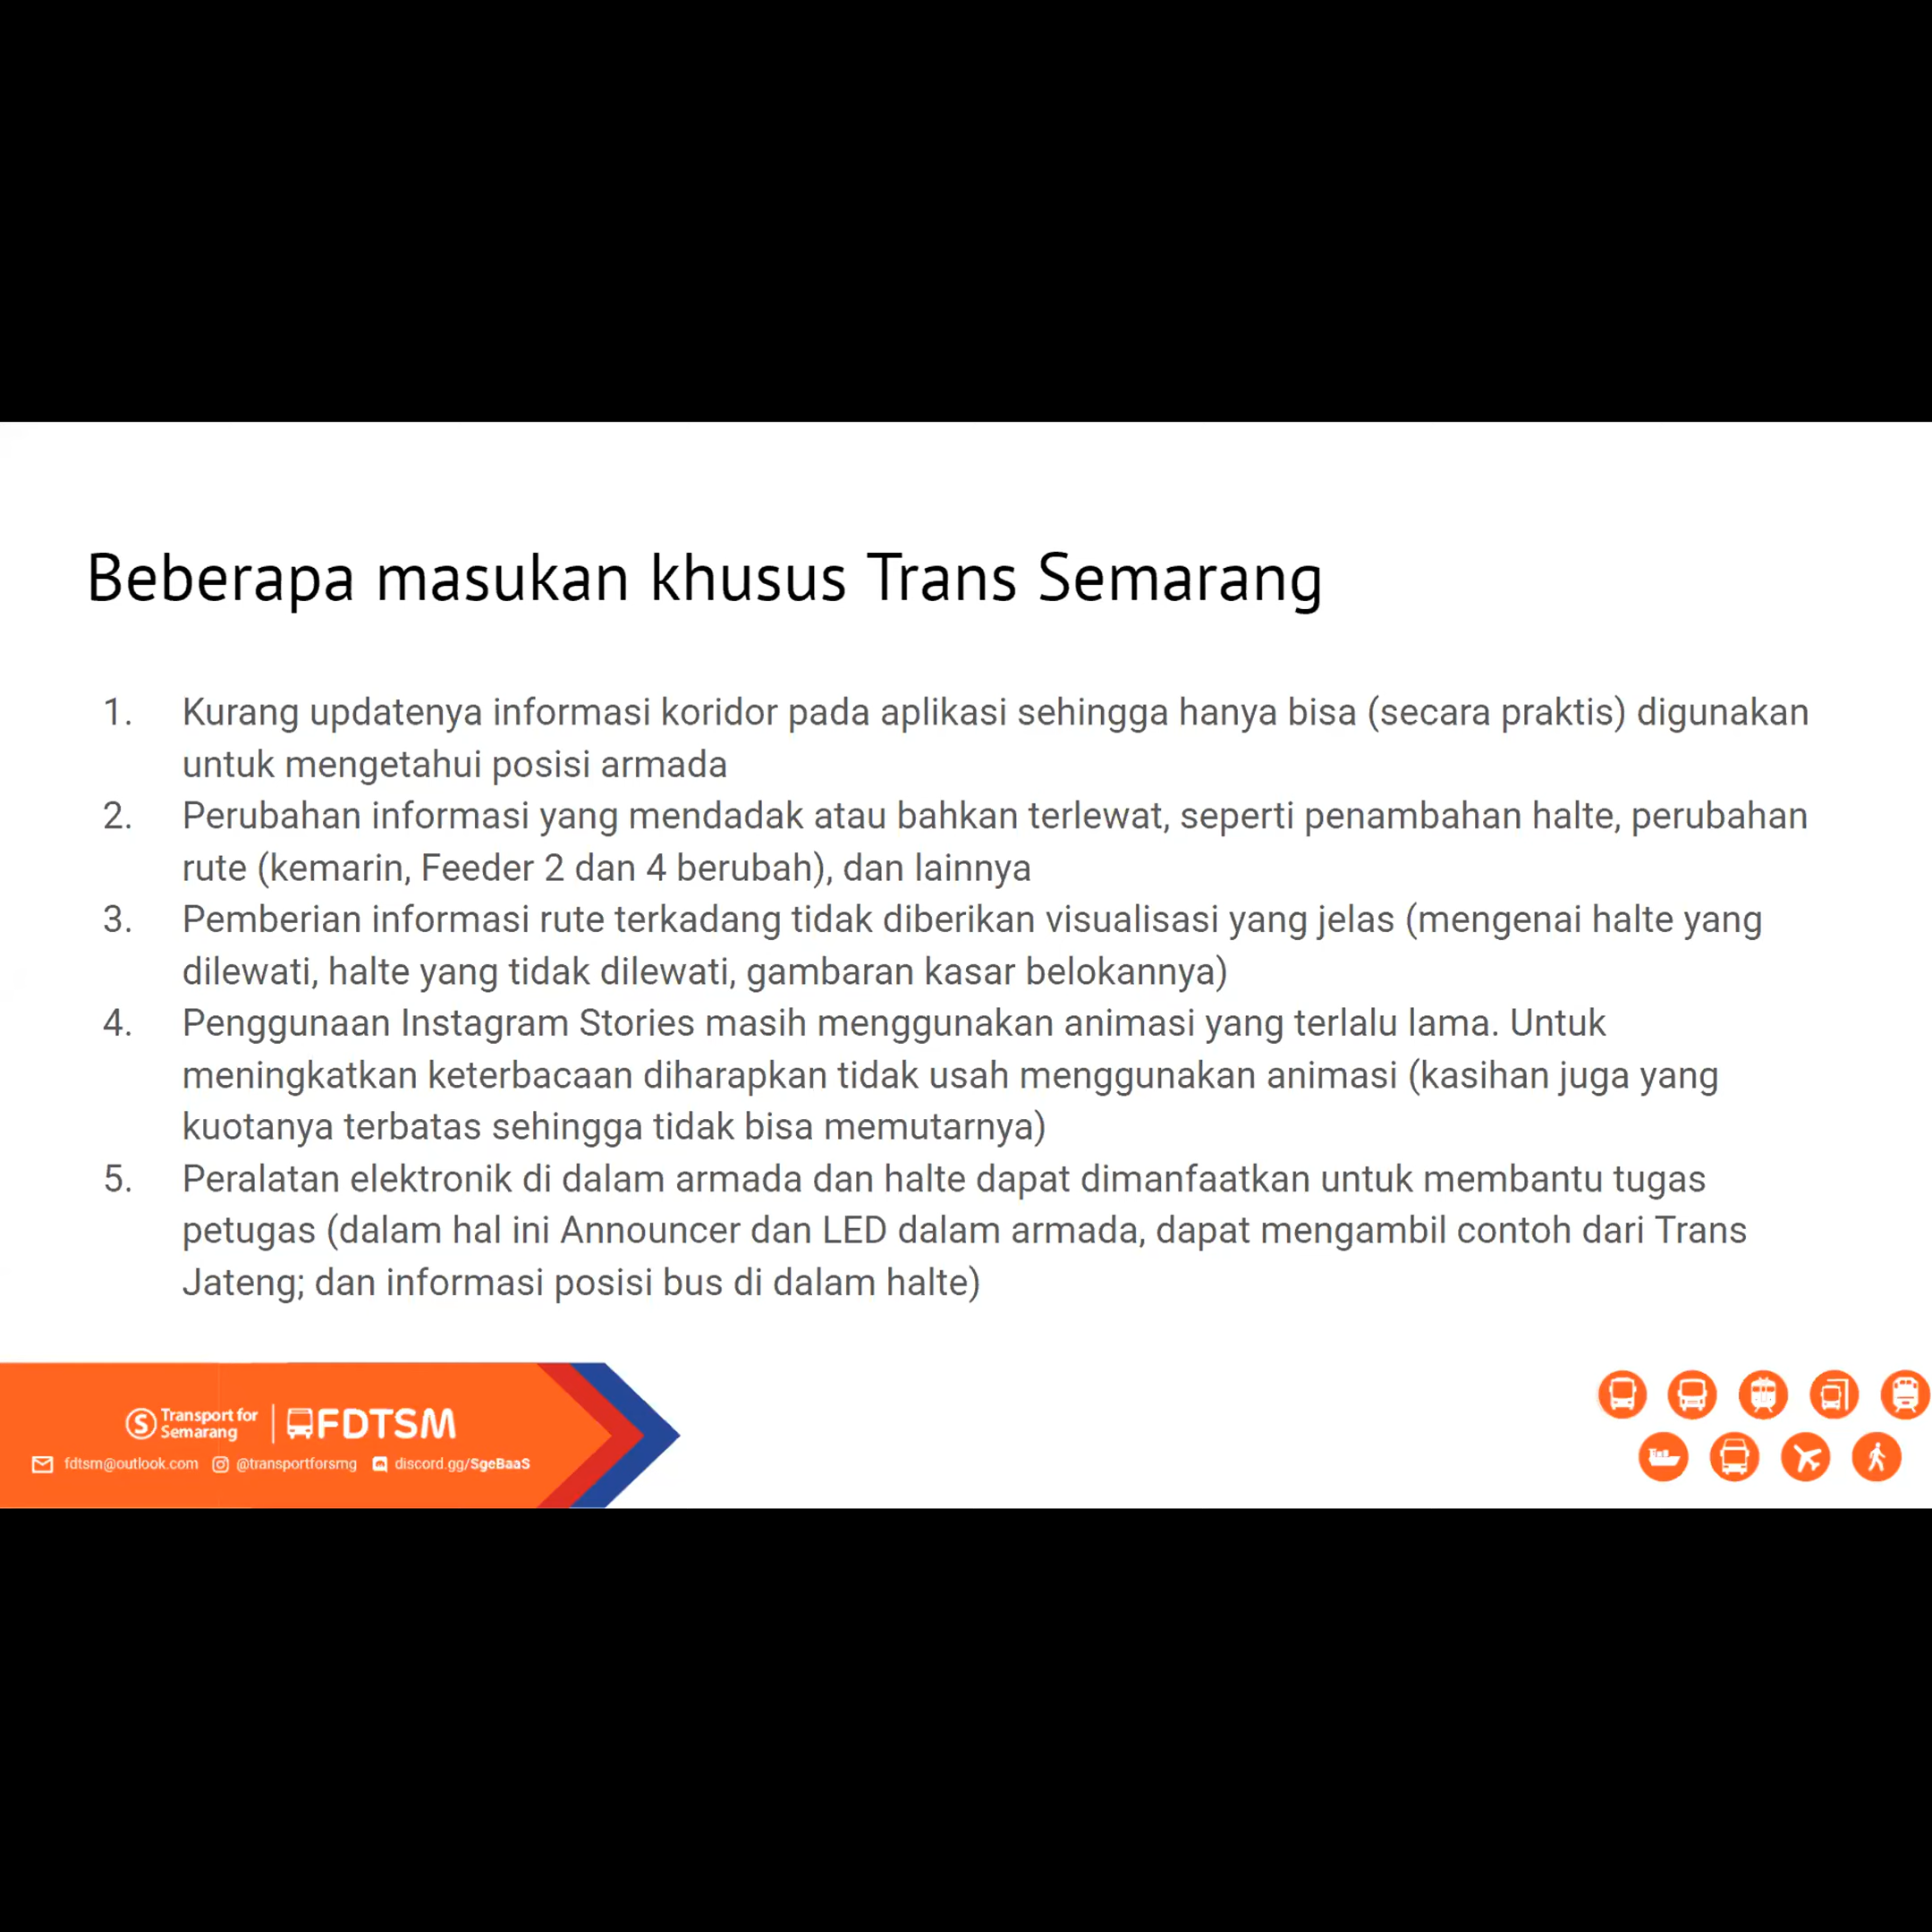 Beberapa masukan khusus Trans Semarang
1. Kurang updatenya informasi koridor pada aplikasi sehingga hanya bisa (secara praktis) digunakan
untuk mengetahui posisi armada
2. Perubahan informasi yang mendadak atau bahkan terlewat, seperti penambahan halte, perubahan
rute (kemarin, Feeder 2 dan 4 berubah), dan lainnya
3. Pemberian informasi rute terkadang tidak diberikan visualisasi yang jelas (mengenai halte yang
dilewati, halte yang tidak dilewati, gambaran kasar belokannya)
4. Penggunaan Instagram Stories masih menggunakan animasi yang terlalu lama. Untuk
meningkatkan keterbacaan diharapkan tidak usah menggunakan animasi (kasihan juga yang
kuotanya terbatas sehingga tidak bisa memutarnya)
5. Peralatan elektronik di dalam armada dan halte dapat dimanfaatkan untuk membantu tugas
petugas (dalam hal ini Announcer dan LED dalam armada, dapat mengambil contoh dari Trans
Jateng; dan informasi posisi bus di dalam halte)
S Transport for
Semarang
FDTSM
fdtsm@outlook.com @transportforsmg discord.gg/SgeBaaS